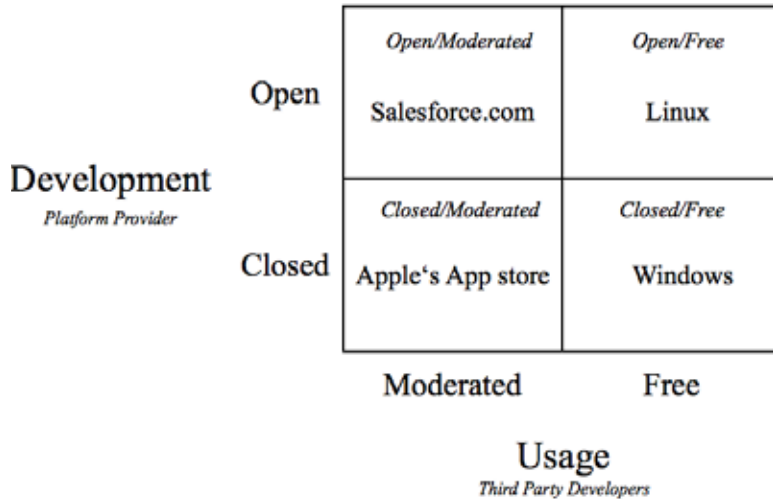 Open/Moderated Open/Free
Open Salesforce.com Linux
Development
Platform Provider
Closed/Moderated Closed/Free
Closed Apple‘s App store Windows
Moderated Free
Usage
Third Party Developers